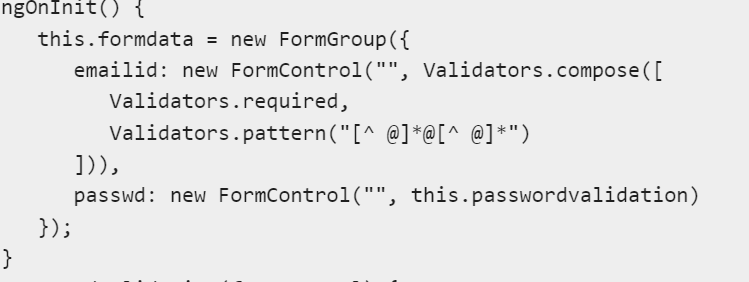 ngOnInit() {
this.formdata = new FormGroup({
emailid: new FormControl("", Validators.compose([
Validators.required,
Validators.pattern("[^ @]*@[^ @]*")
])),
passwd: new FormControl("", this.passwordvalidation)
});
}